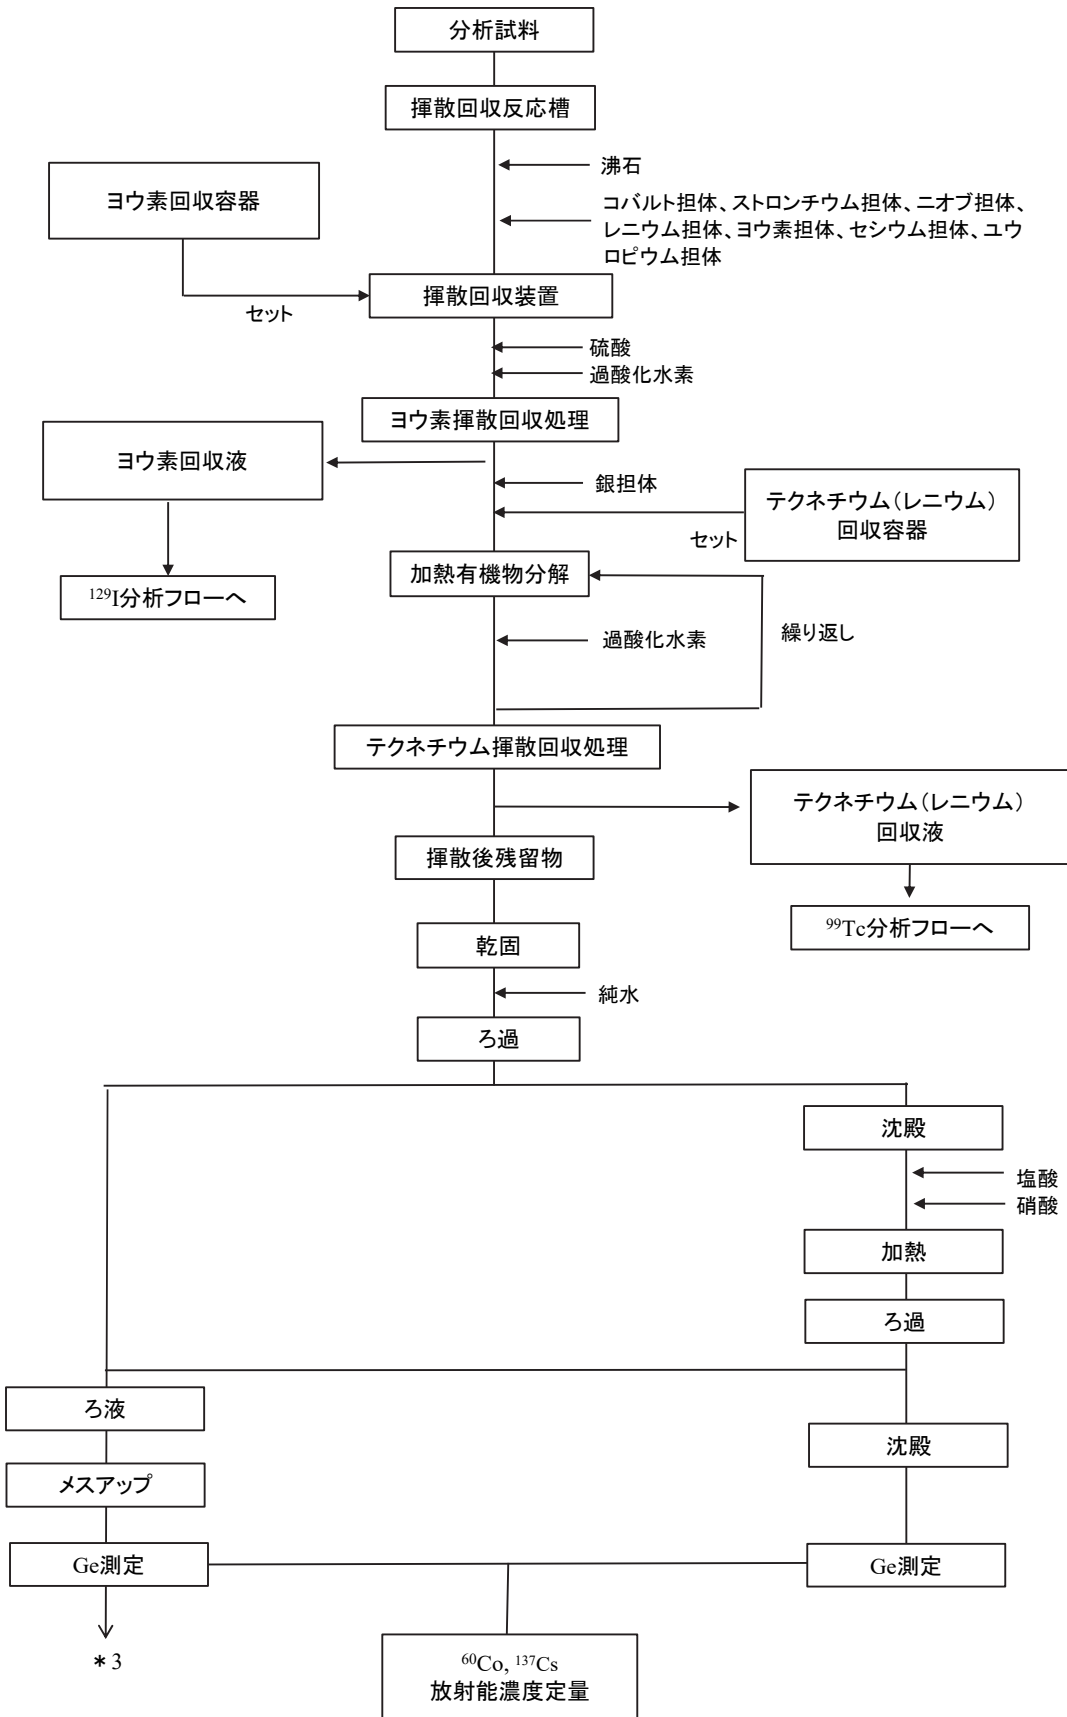 分析試料
揮散回収反応槽
沸石
ヨウ素回収容器
コバルト担体、ストロンチウム担体、ニオブ担体、
レニウム担体、ヨウ素担体、セシウム担体、ユウ
ロピウム担体
揮散回収装置
セット
硫酸
過酸化水素
ヨウ素揮散回収処理
ヨウ素回収液
銀担体
テクネチウム(レニウム)
回収容器
セット
加熱有機物分解
129I分析フローへ
過酸化水素
繰り返し
テクネチウム揮散回収処理
テクネチウム(レニウム)
回収液
揮散後残留物
99Tc分析フローへ
乾固
純水
ろ過
沈殿
塩酸
硝酸
加熱
ろ過
ろ液
沈殿
メスアップ
Ge測定
Ge測定
＊3
60Co, 137Cs
放射能濃度定量